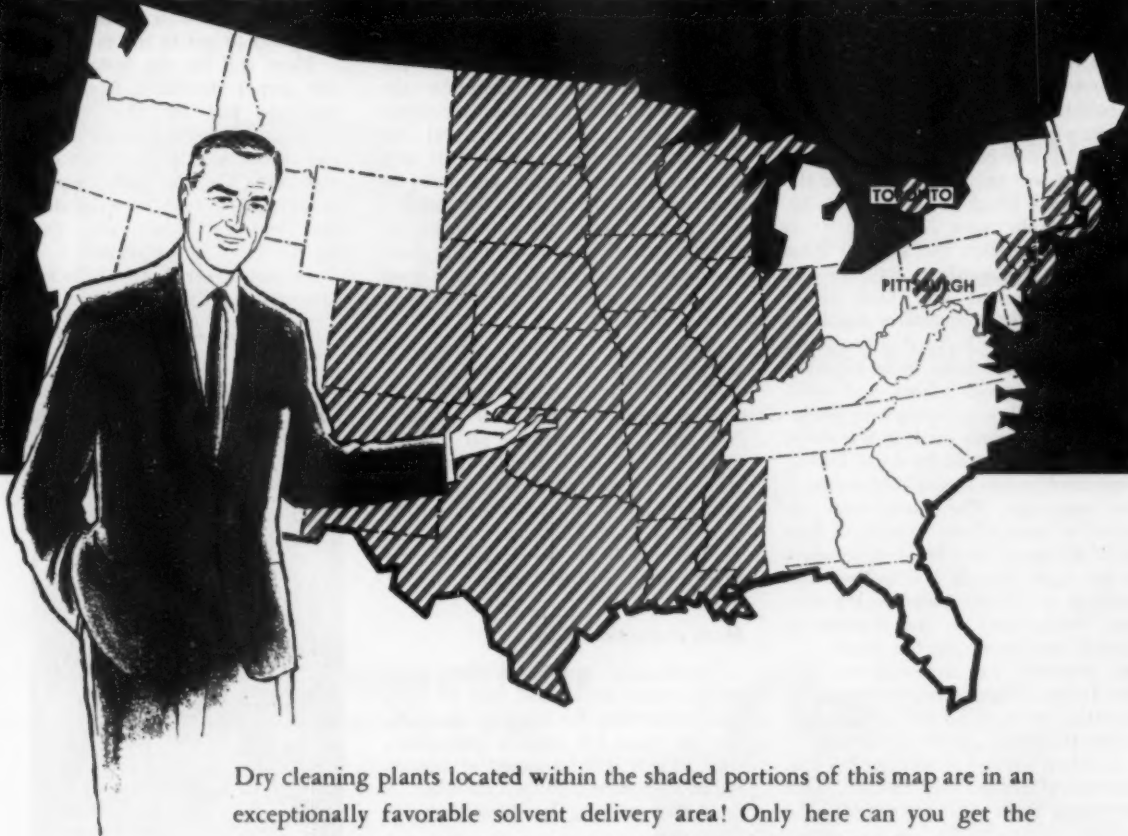 TORONTO
PITTSBURGH
Dry cleaning plants located within the shaded portions of this map are in an
exceptionally favorable solvent delivery area! Only here can you get the